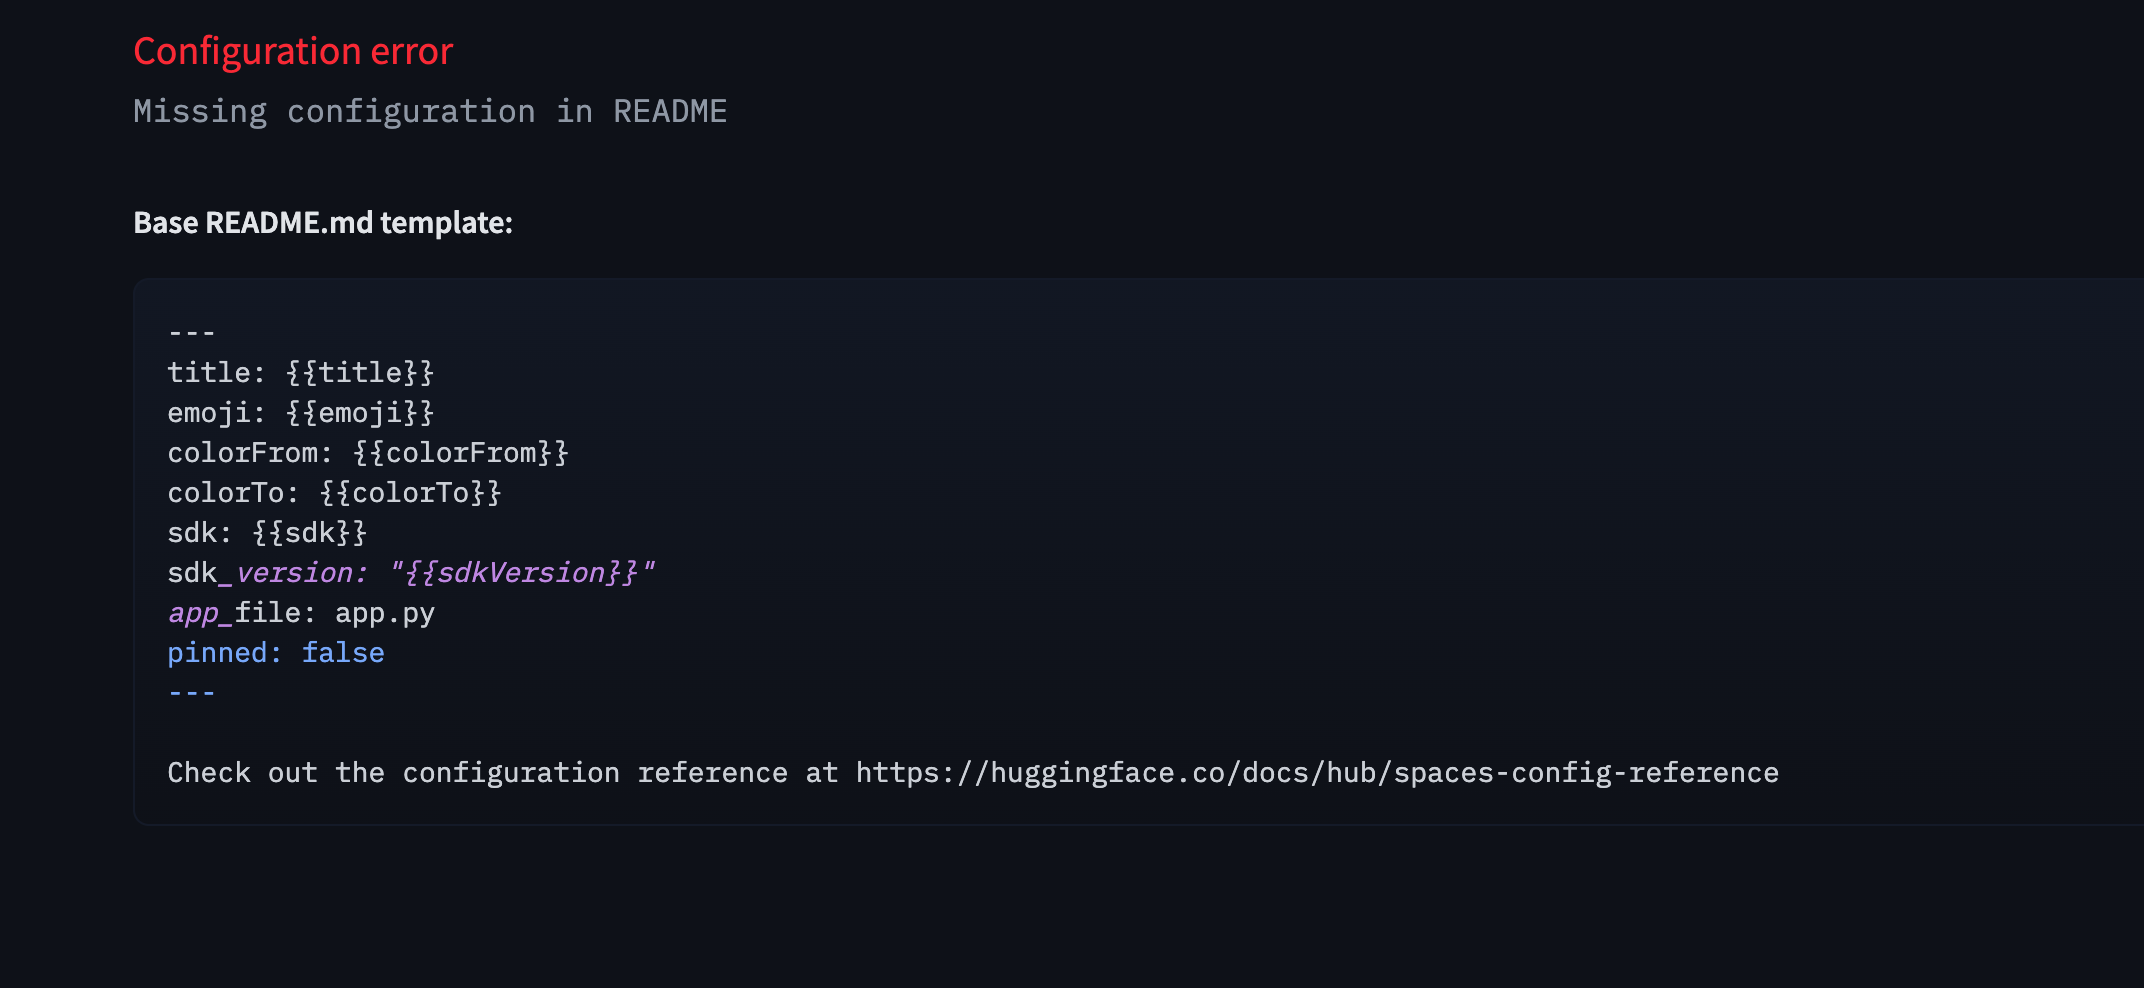 Configuration error
Missing configuration in README
Base README.md template:
---
title: {{title}}
emoji: {{emoji}}
colorFrom: {{colorFrom}}
colorTo: {{colorTo}}
sdk: {{sdk}}
sdk_version: "{{sdkVersion}}"
app_file: app.py
pinned: false
---
Check out the configuration reference at https://huggingface.co/docs/hub/spaces-config-reference